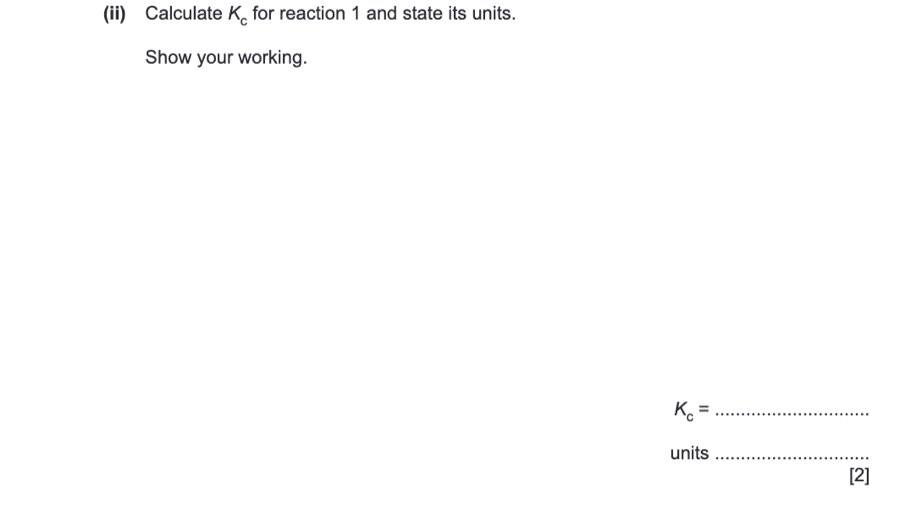 (ii) Calculate Kc for reaction 1 and state its units.
Show your working.
Kc = ..............................
units ..............................
[2]